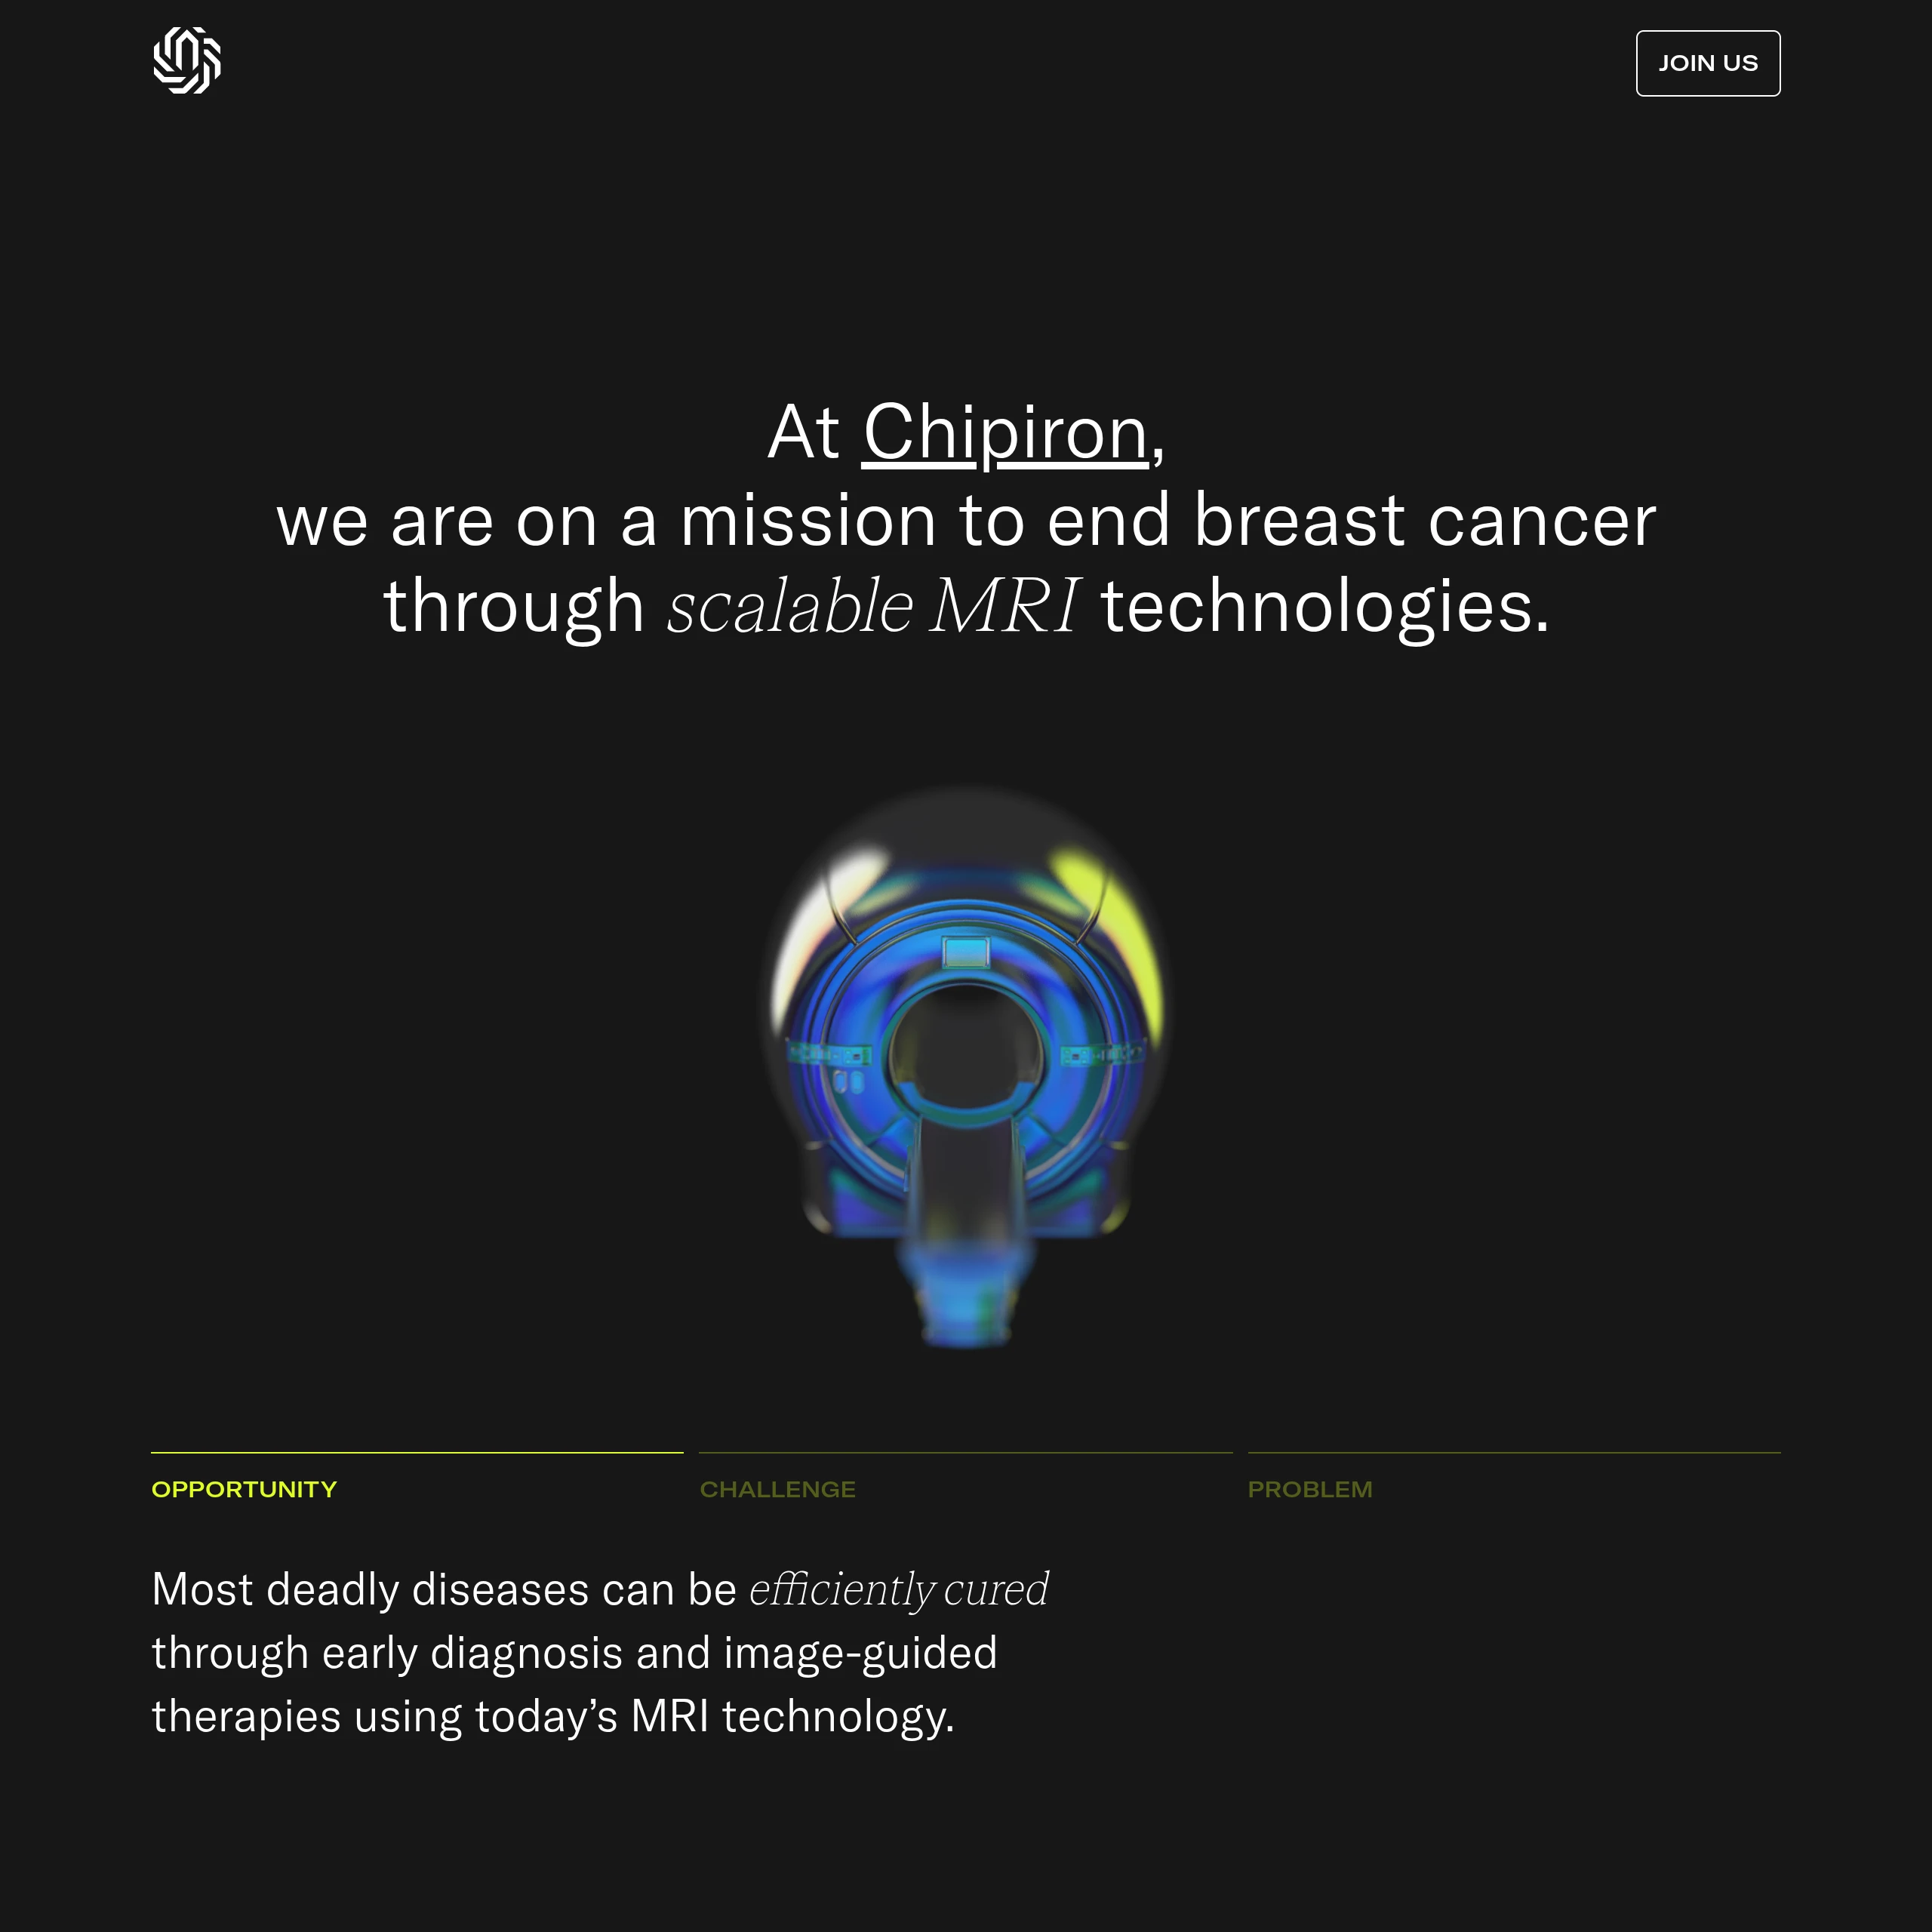 JOIN US
At Chipiron,
we are on a mission to end breast cancer
through scalable MRI technologies.
OPPORTUNITY
CHALLENGE
PROBLEM
Most deadly diseases can be efficiently cured
through early diagnosis and image-guided
therapies using today’s MRI technology.